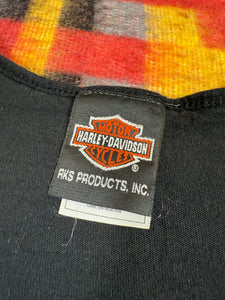 MOTOR
HARLEY-DAVIDSON
CYCLES
®
RKS PRODUCTS, INC.